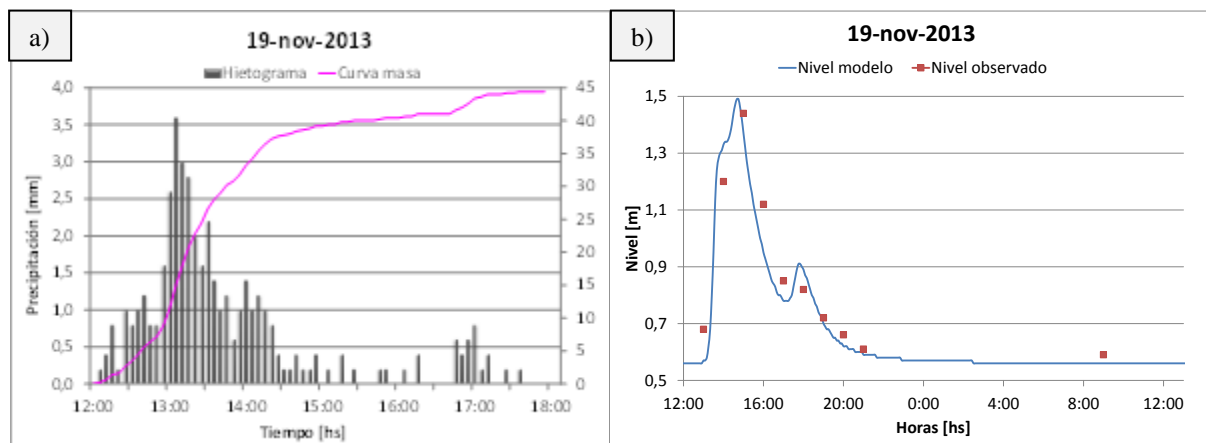 a)
19-nov-2013
Hietograma Curva masa
Precipitación [mm]
4,0
3,5
3,0
2,5
2,0
1,5
1,0
0,5
0,0
45
40
35
30
25
20
15
10
5
0
12:00 13:00 14:00 15:00 16:00 17:00 18:00
Tiempo [hs]
b)
19-nov-2013
Nivel modelo Nivel observado
Nivel [m]
1,5
1,3
1,1
0,9
0,7
0,5
12:00 16:00 20:00 0:00 4:00 8:00 12:00
Horas [hs]